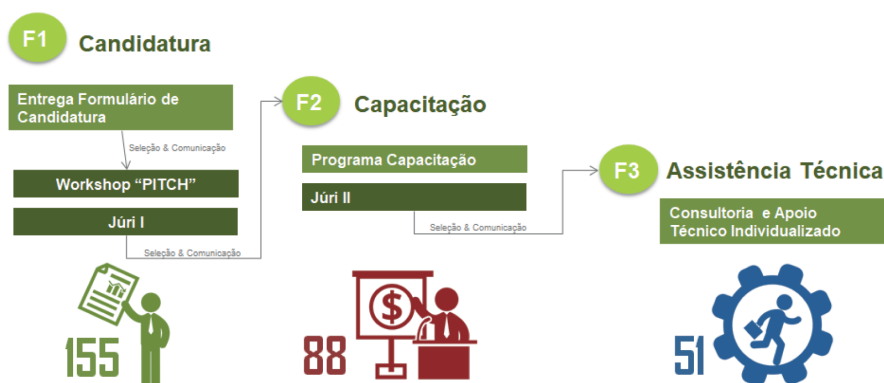 F1 Candidatura
Entrega Formulário de
Candidatura
Seleção & Comunicação
Workshop “PITCH”
Júri I
Seleção & Comunicação
155
F2 Capacitação
Programa Capacitação
Júri II
Seleção & Comunicação
88
F3 Assistência Técnica
Consultoria e Apoio
Técnico Individualizado
51